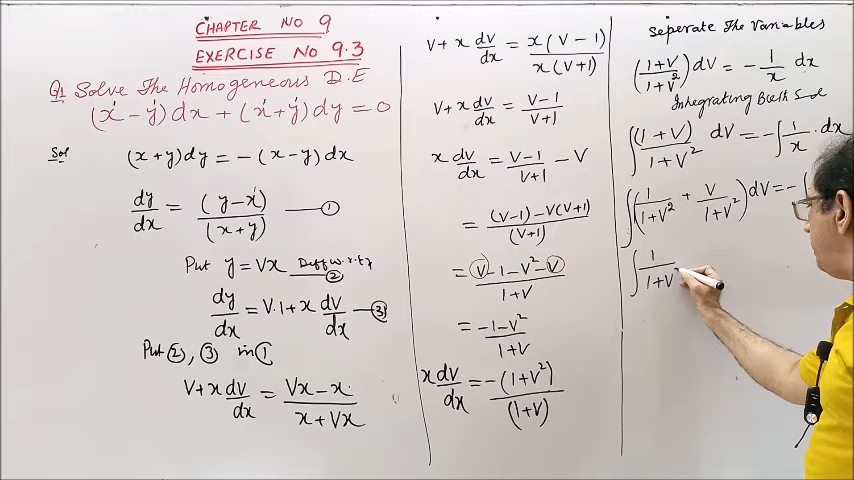 CHAPTER NO 9
EXERCISE NO 9.3
Q1 Solve The Homogeneous D.E
(x-y)dx+(x+y)dy=0
Sol
(x+y)dy=-(x-y)dx
dy/dx = (y-x)/(x+y) —①
Put y=Vx Diff w.r.t x —②
dy/dx = V.1+x dV/dx —③
Put ②, ③ in ①
V+x dV/dx = Vx-x/x+Vx
V+x dV/dx = x(V-1)/x(V+1)
V+x dV/dx = V-1/V+1
x dV/dx = V-1/V+1 - V
= (V-1)-V(V+1)/(V+1)
= V-1-V²-V/1+V
= -1-V²/1+V
x dV/dx = -(1+V²)/(1+V)
Seperate The Variables
(1+V/1+V²)dV = -1/x dx
Integrating Both Sd
∫(1+V)/1+V² dV = -∫1/x .dx
∫(1/1+V² + V/1+V²)dV = -∫
∫1/1+V²